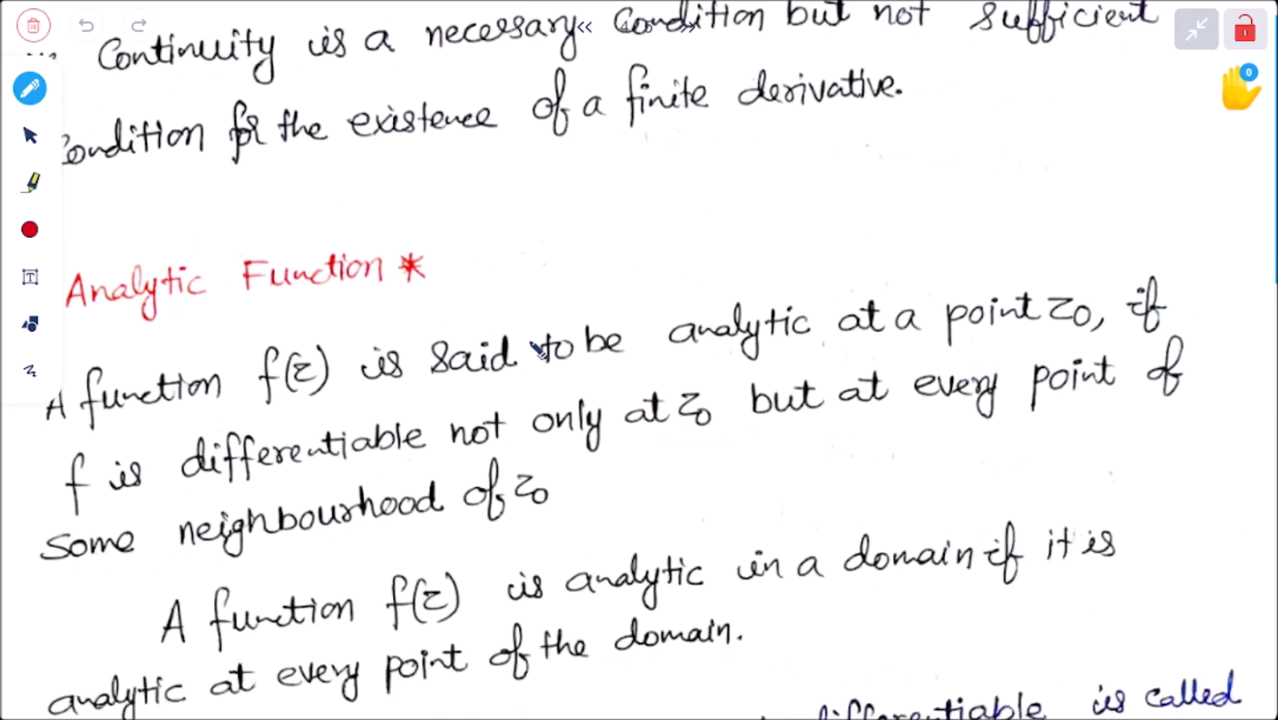 Continuity is a necessary Condition but not sufficient
Condition for the existence of a finite derivative.
Analytic Function *
A function f(z) is said to be analytic at a point z0, if
f is differentiable not only at z0 but at every point of
Some neighbourhood of z0
A function f(z) is analytic in a domain if it is
analytic at every point of the domain.
differentiable is called
0